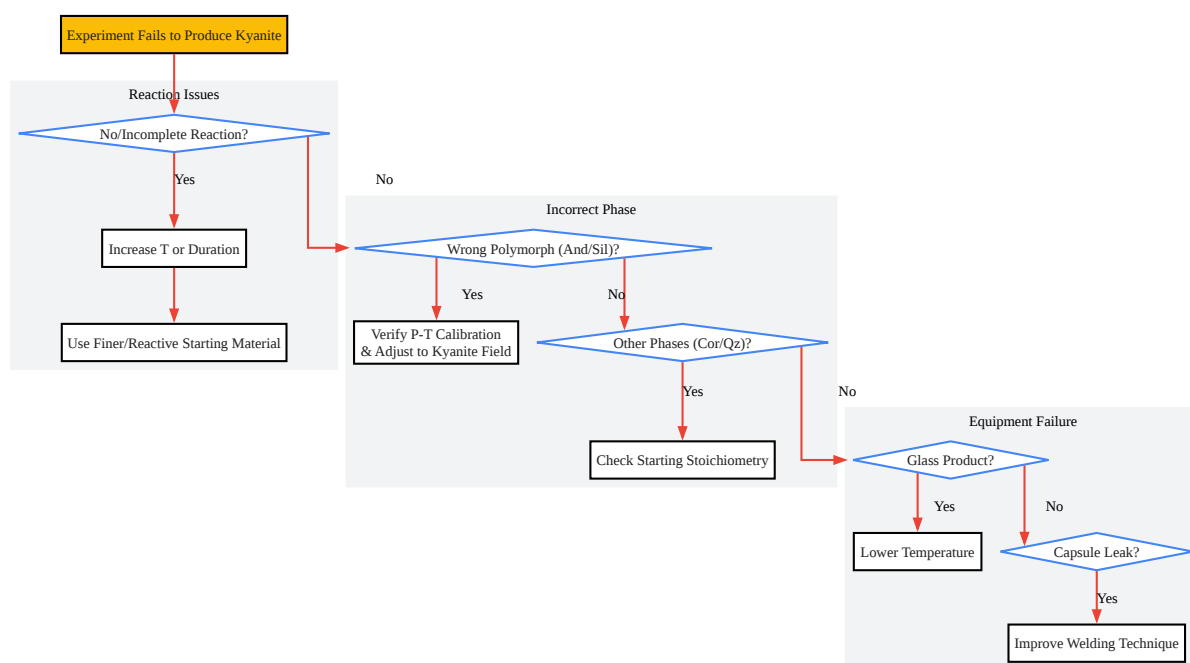 Experiment Fails to Produce Kyanite
Reaction Issues
No/Incomplete Reaction?
Yes
No
Increase T or Duration
Use Finer/Reactive Starting Material
Incorrect Phase
Wrong Polymorph (And/Sil)?
Yes
No
Verify P-T Calibration
& Adjust to Kyanite Field
Other Phases (Cor/Qz)?
Yes
No
Check Starting Stoichiometry
Equipment Failure
Glass Product?
Yes
No
Lower Temperature
Capsule Leak?
Yes
Improve Welding Technique